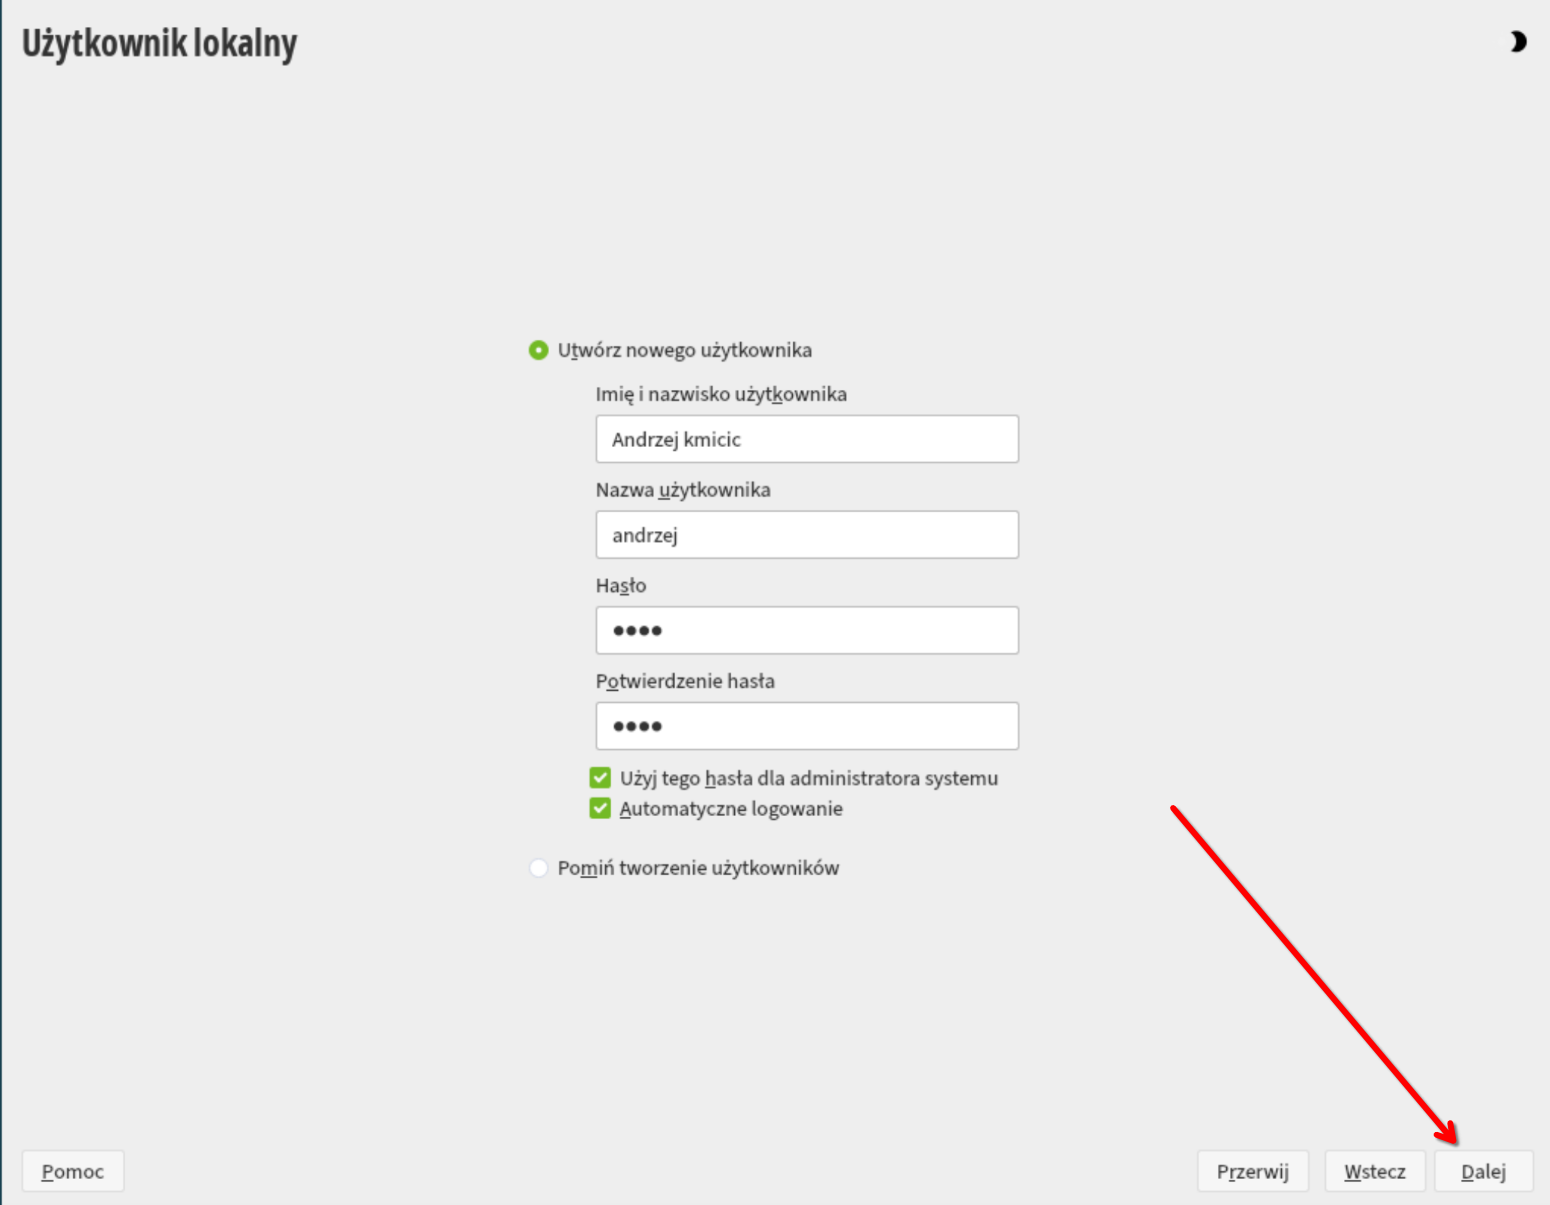 Użytkownik lokalny
Utwórz nowego użytkownika
Imię i nazwisko użytkownika
Andrzej kmicic
Nazwa użytkownika
andrzej
Hasło
●●●●
Potwierdzenie hasła
●●●●
Użyj tego hasła dla administratora systemu
Automatyczne logowanie
Pomiń tworzenie użytkowników
Pomoc
Przerwij
Wstecz
Dalej